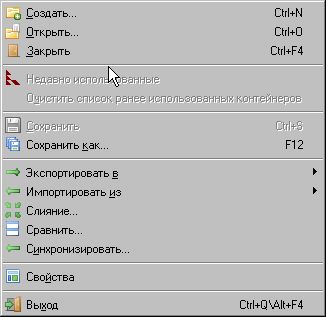 Создать... Ctrl+N
Открыть... Ctrl+O
Закрыть Ctrl+F4
Недавно использованные
Очистить список ранее использованных контейнеров
Сохранить Ctrl+S
Сохранить как... F12
Экспортировать в
Импортировать из
Слияние...
Сравнить...
Синхронизировать...
Свойства
Выход Ctrl+Q\Alt+F4